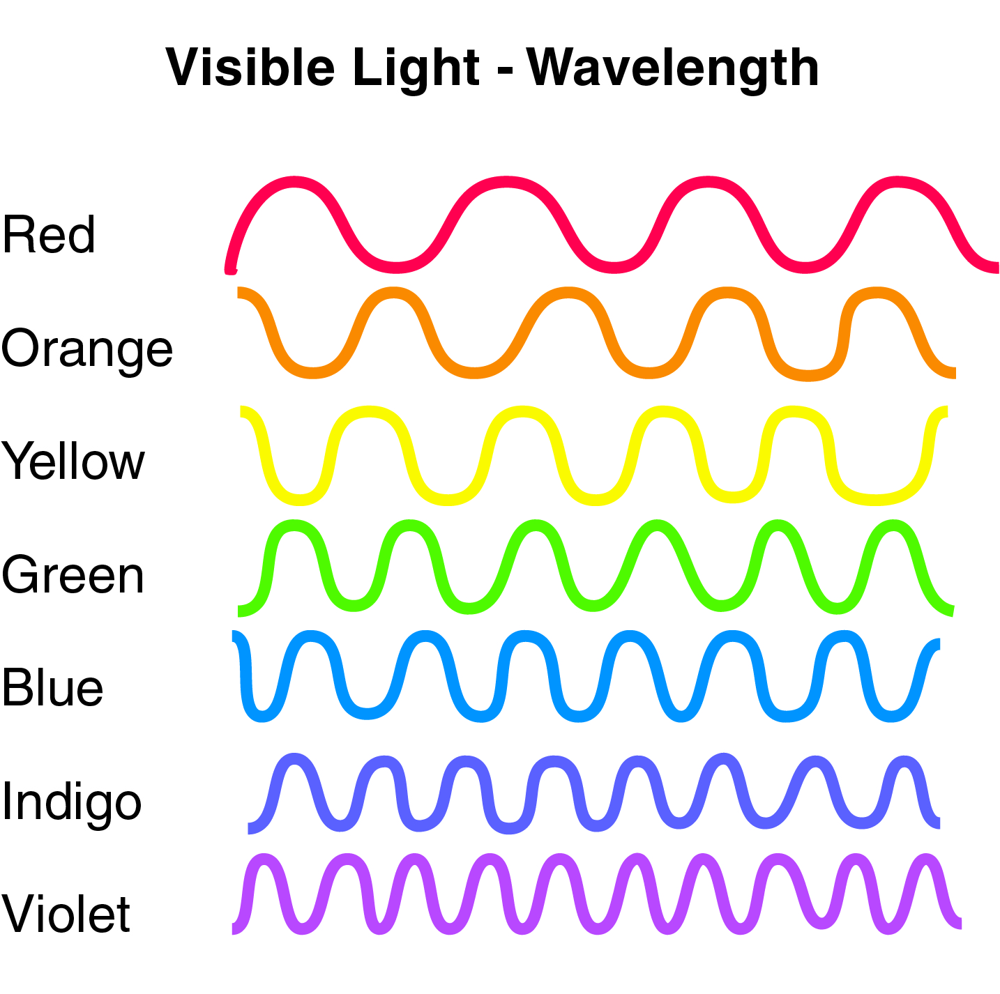 Visible Light - Wavelength
Red
Orange
Yellow
Green
Blue
Indigo
Violet